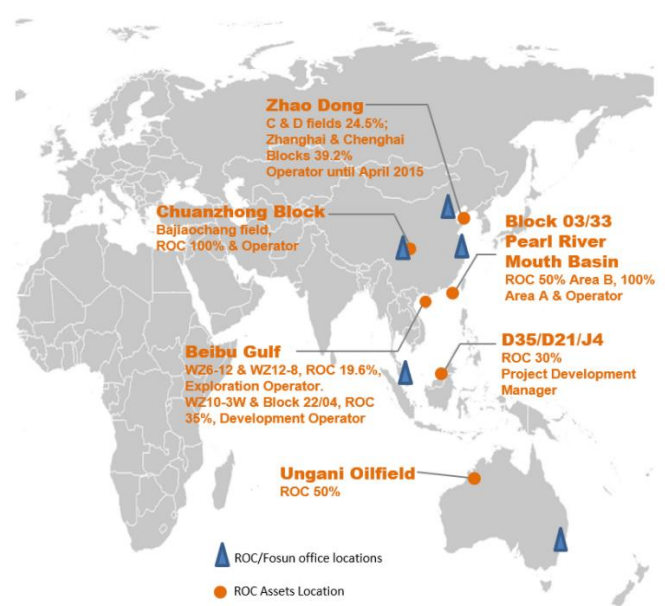 Zhao Dong
C & D fields 24.5%;
Zhanghai & Chenghai
Blocks 39.2%
Operator until April 2015
Chuanzhong Block
Bajiaochang field,
ROC 100% & Operator
Block 03/33
Pearl River
Mouth Basin
ROC 50% Area B, 100%
Area A & Operator
Beibu Gulf
WZ6-12 & WZ12-8, ROC 19.6%,
Exploration Operator.
WZ10-3W & Block 22/04, ROC
35%, Development Operator
D35/D21/J4
ROC 30%
Project Development
Manager
Ungani Oilfield
ROC 50%
ROC/Fosun office locations
ROC Assets Location